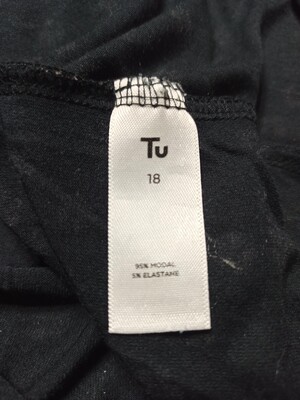 Tu
18
95% MODAL
5% ELASTANE